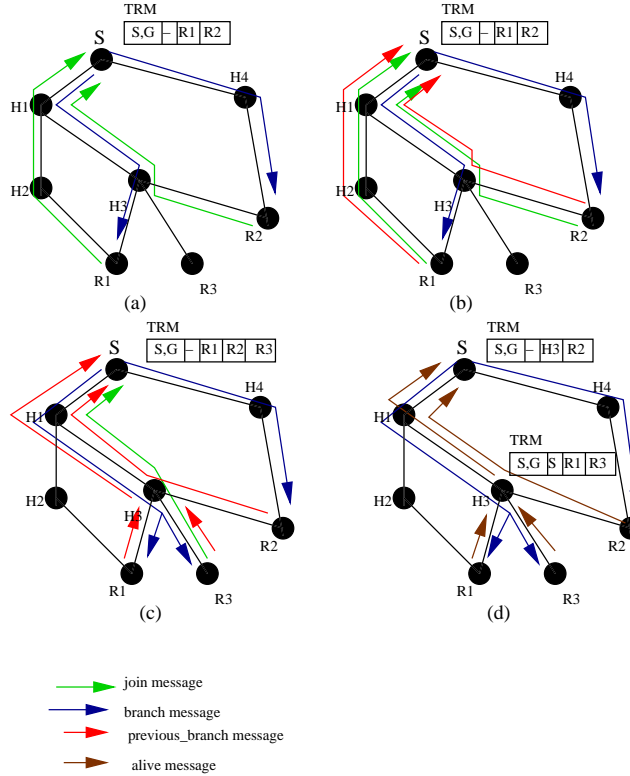 TRM
S,G – R1 R2
S
H4
H1
H2
H3
R2
R1
R3
(a)
TRM
S,G – R1 R2
S
H4
H1
H2
H3
R2
R1
R3
(b)
TRM
S,G – R1 R2 R3
S
H4
H1
H2
H3
R2
R1
R3
(c)
TRM
S,G – H3 R2
S
H4
H1
TRM
S,G S R1 R3
H2
H3
R2
R1
R3
(d)
join message
branch message
previous_branch message
alive message